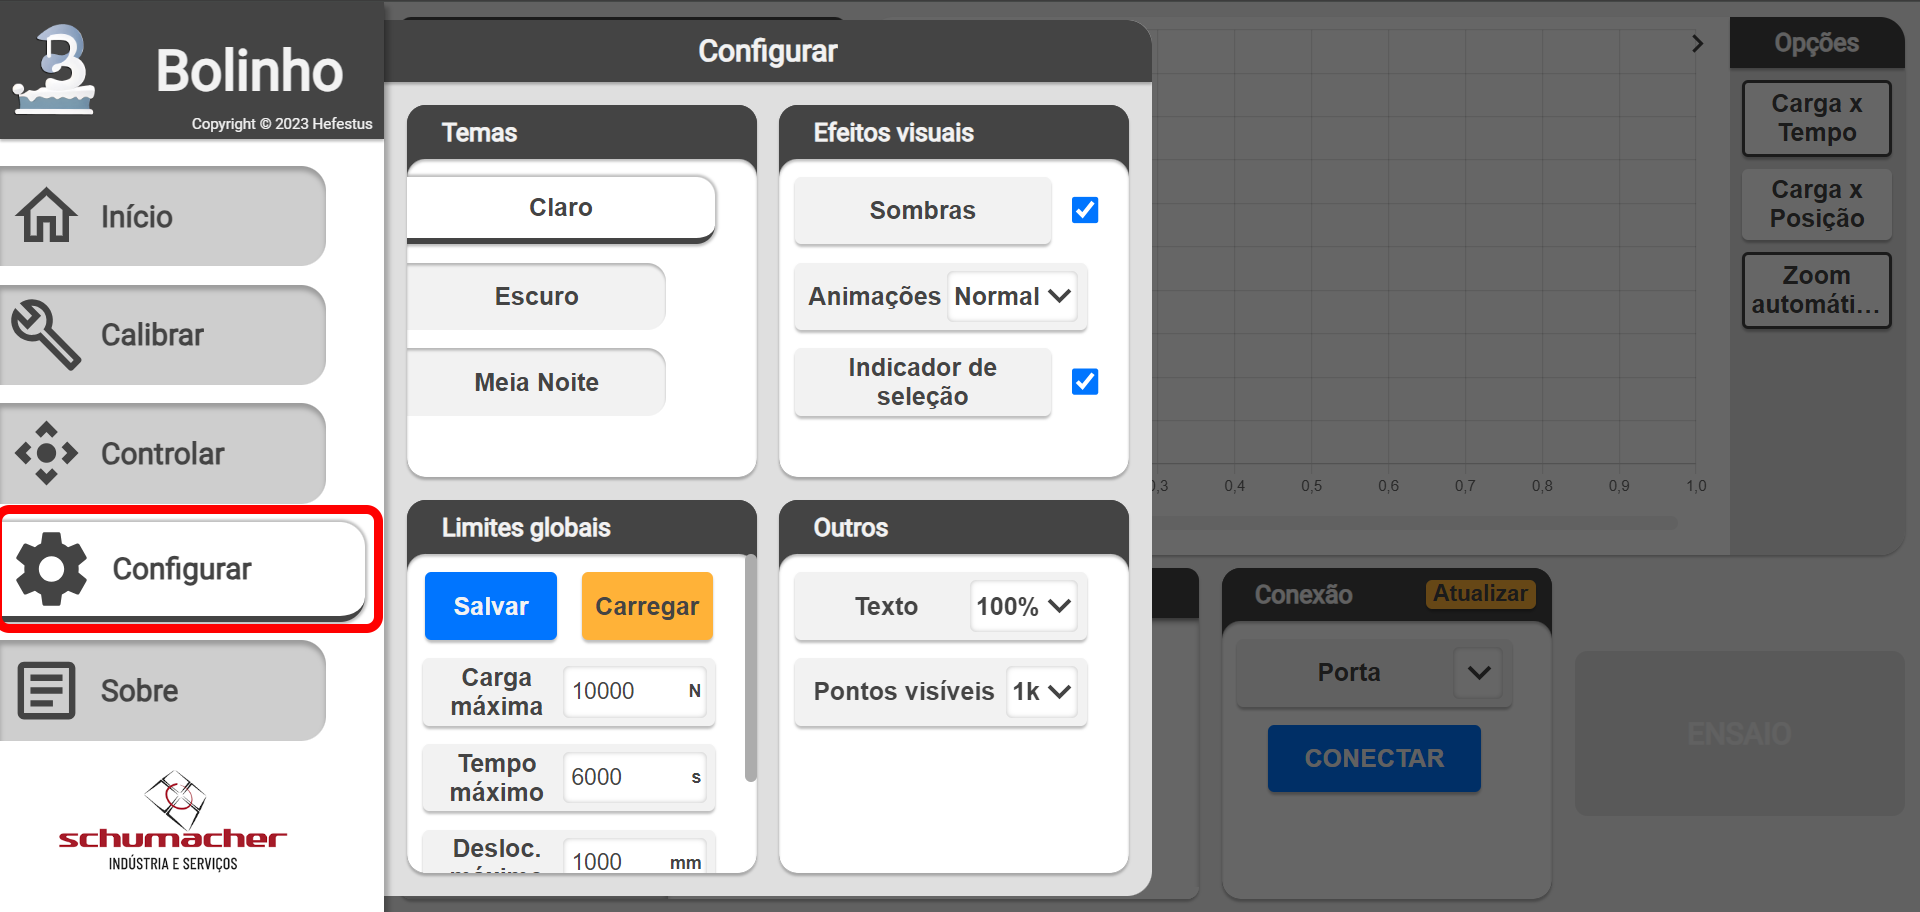 Bolinho
Copyright © 2023 Hefestus
Início
Calibrar
Controlar
Configurar
Sobre
schumacher
INDÚSTRIA E SERVIÇOS
Configurar
Temas
Claro
Escuro
Meia Noite
Efeitos visuais
Sombras
Animações Normal
Indicador de
seleção
Limites globais
Salvar Carregar
Carga
máxima
10000 N
Tempo
máximo
6000 s
Desloc.
máximo
1000 mm
Outros
Texto 100%
Pontos visíveis 1k
0,3 0,4 0,5 0,6 0,7 0,8 0,9 1,0
Opções
Carga x
Tempo
Carga x
Posição
Zoom
automáti...
Conexão Atualizar
Porta
CONECTAR
ENSAIO